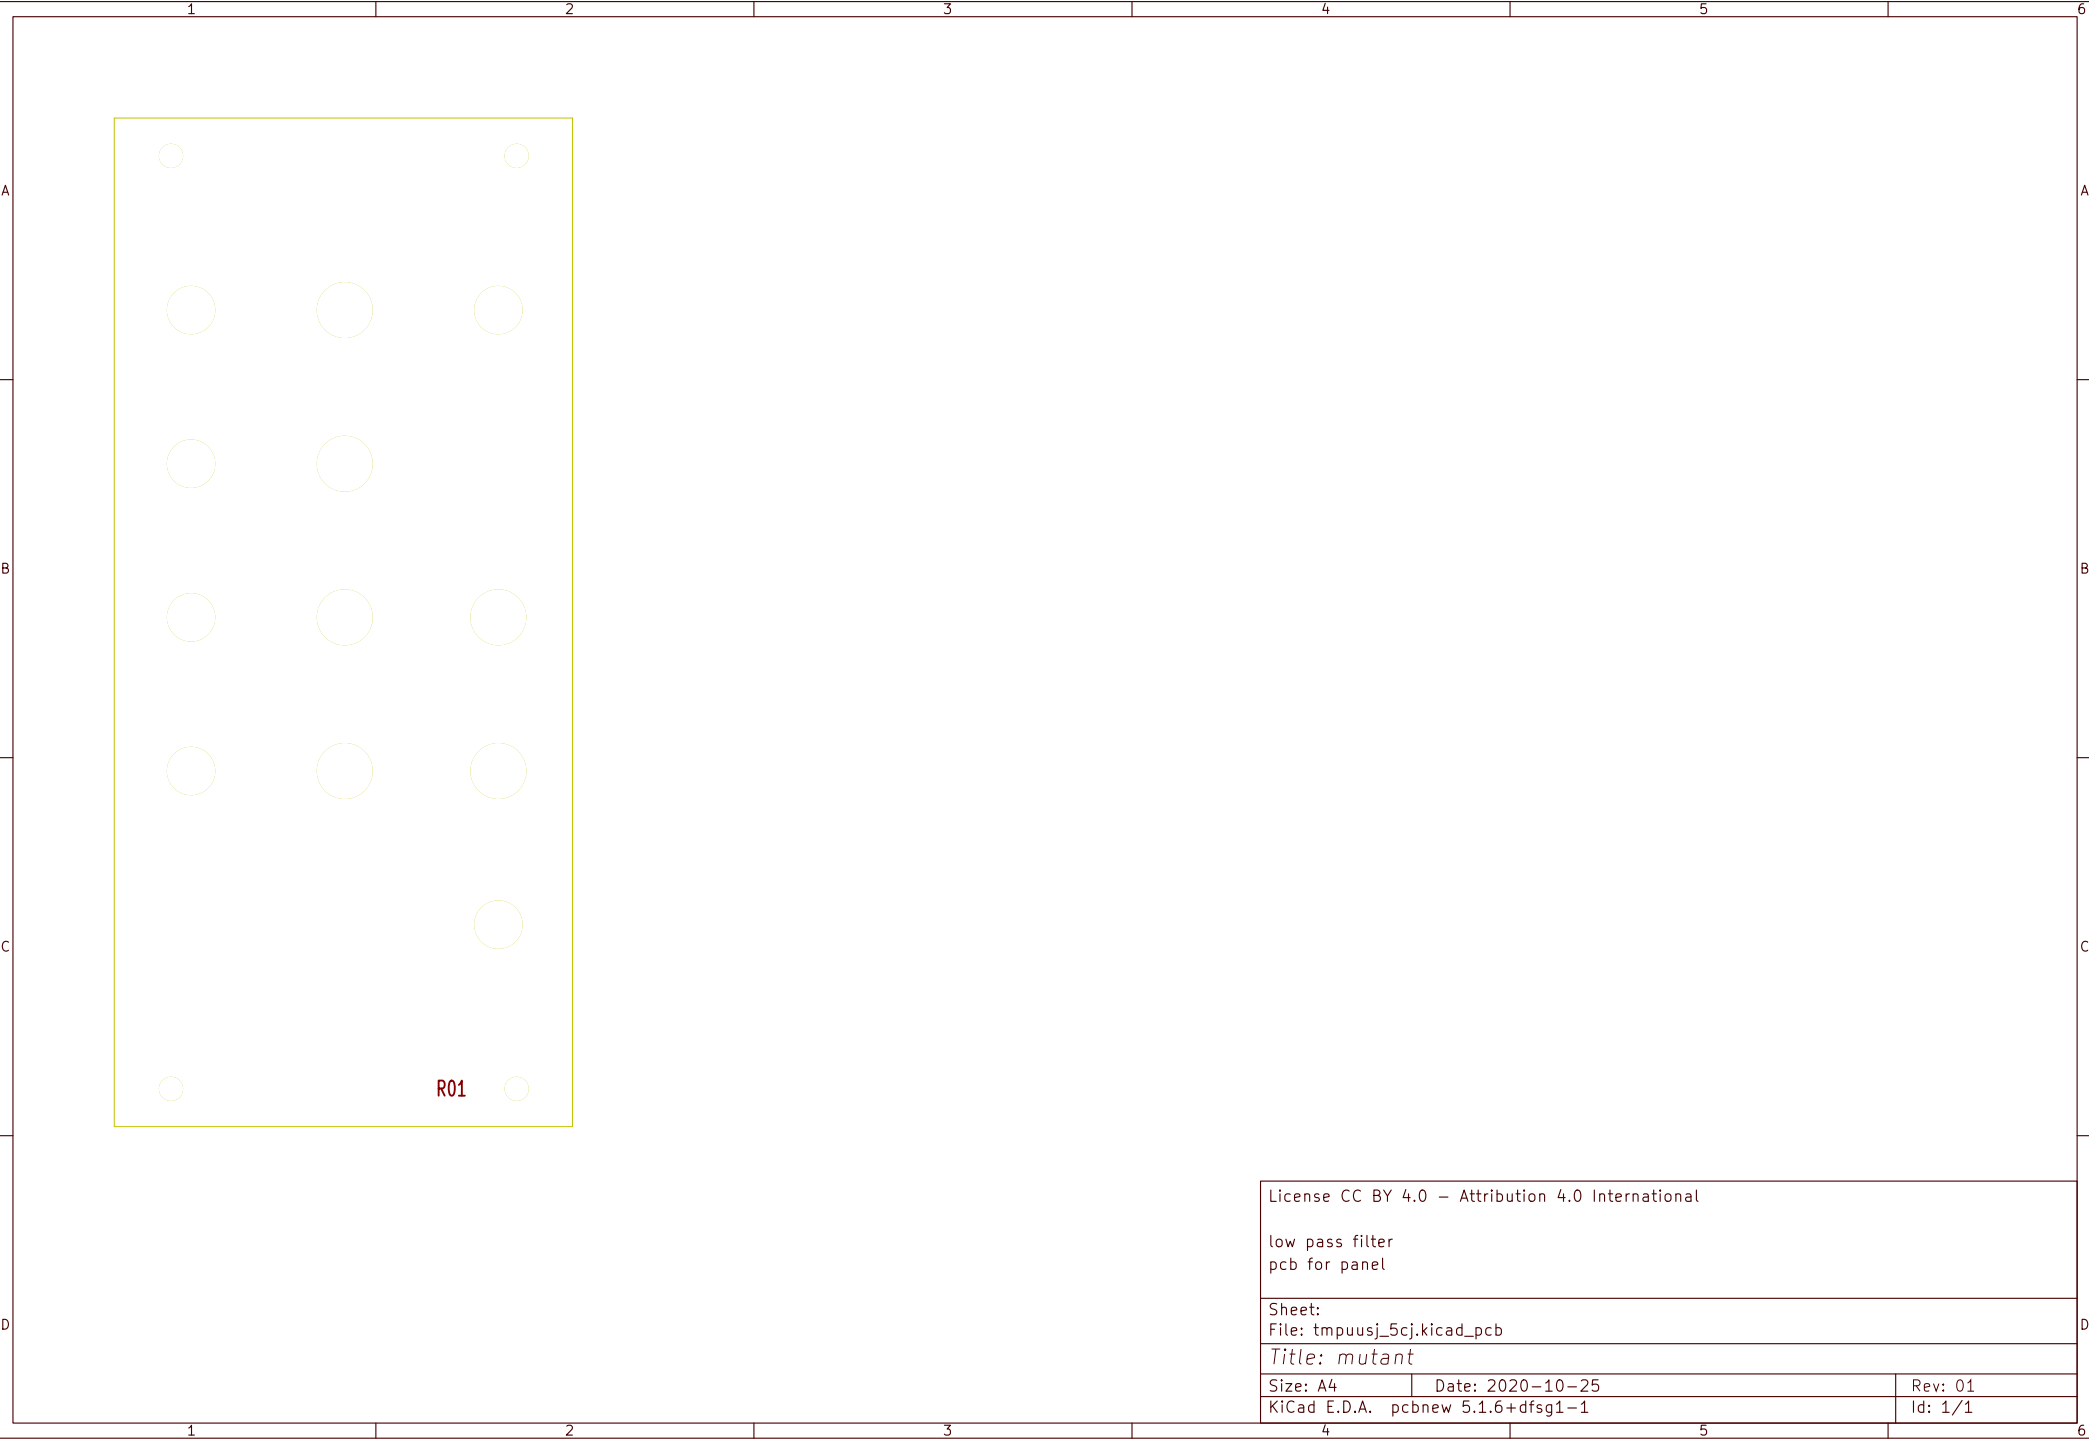 1 2 3 4 5 6
A A
B B
C C
R01
License CC BY 4.0 - Attribution 4.0 International
low pass filter
pcb for panel
Sheet:
File: tmpuusj_5cj.kicad_pcb
D D
Title: mutant
Size: A4 Date: 2020-10-25 Rev: 01
KiCad E.D.A. pcbnew 5.1.6+dfsg1-1 Id: 1/1
1 2 3 4 5 6